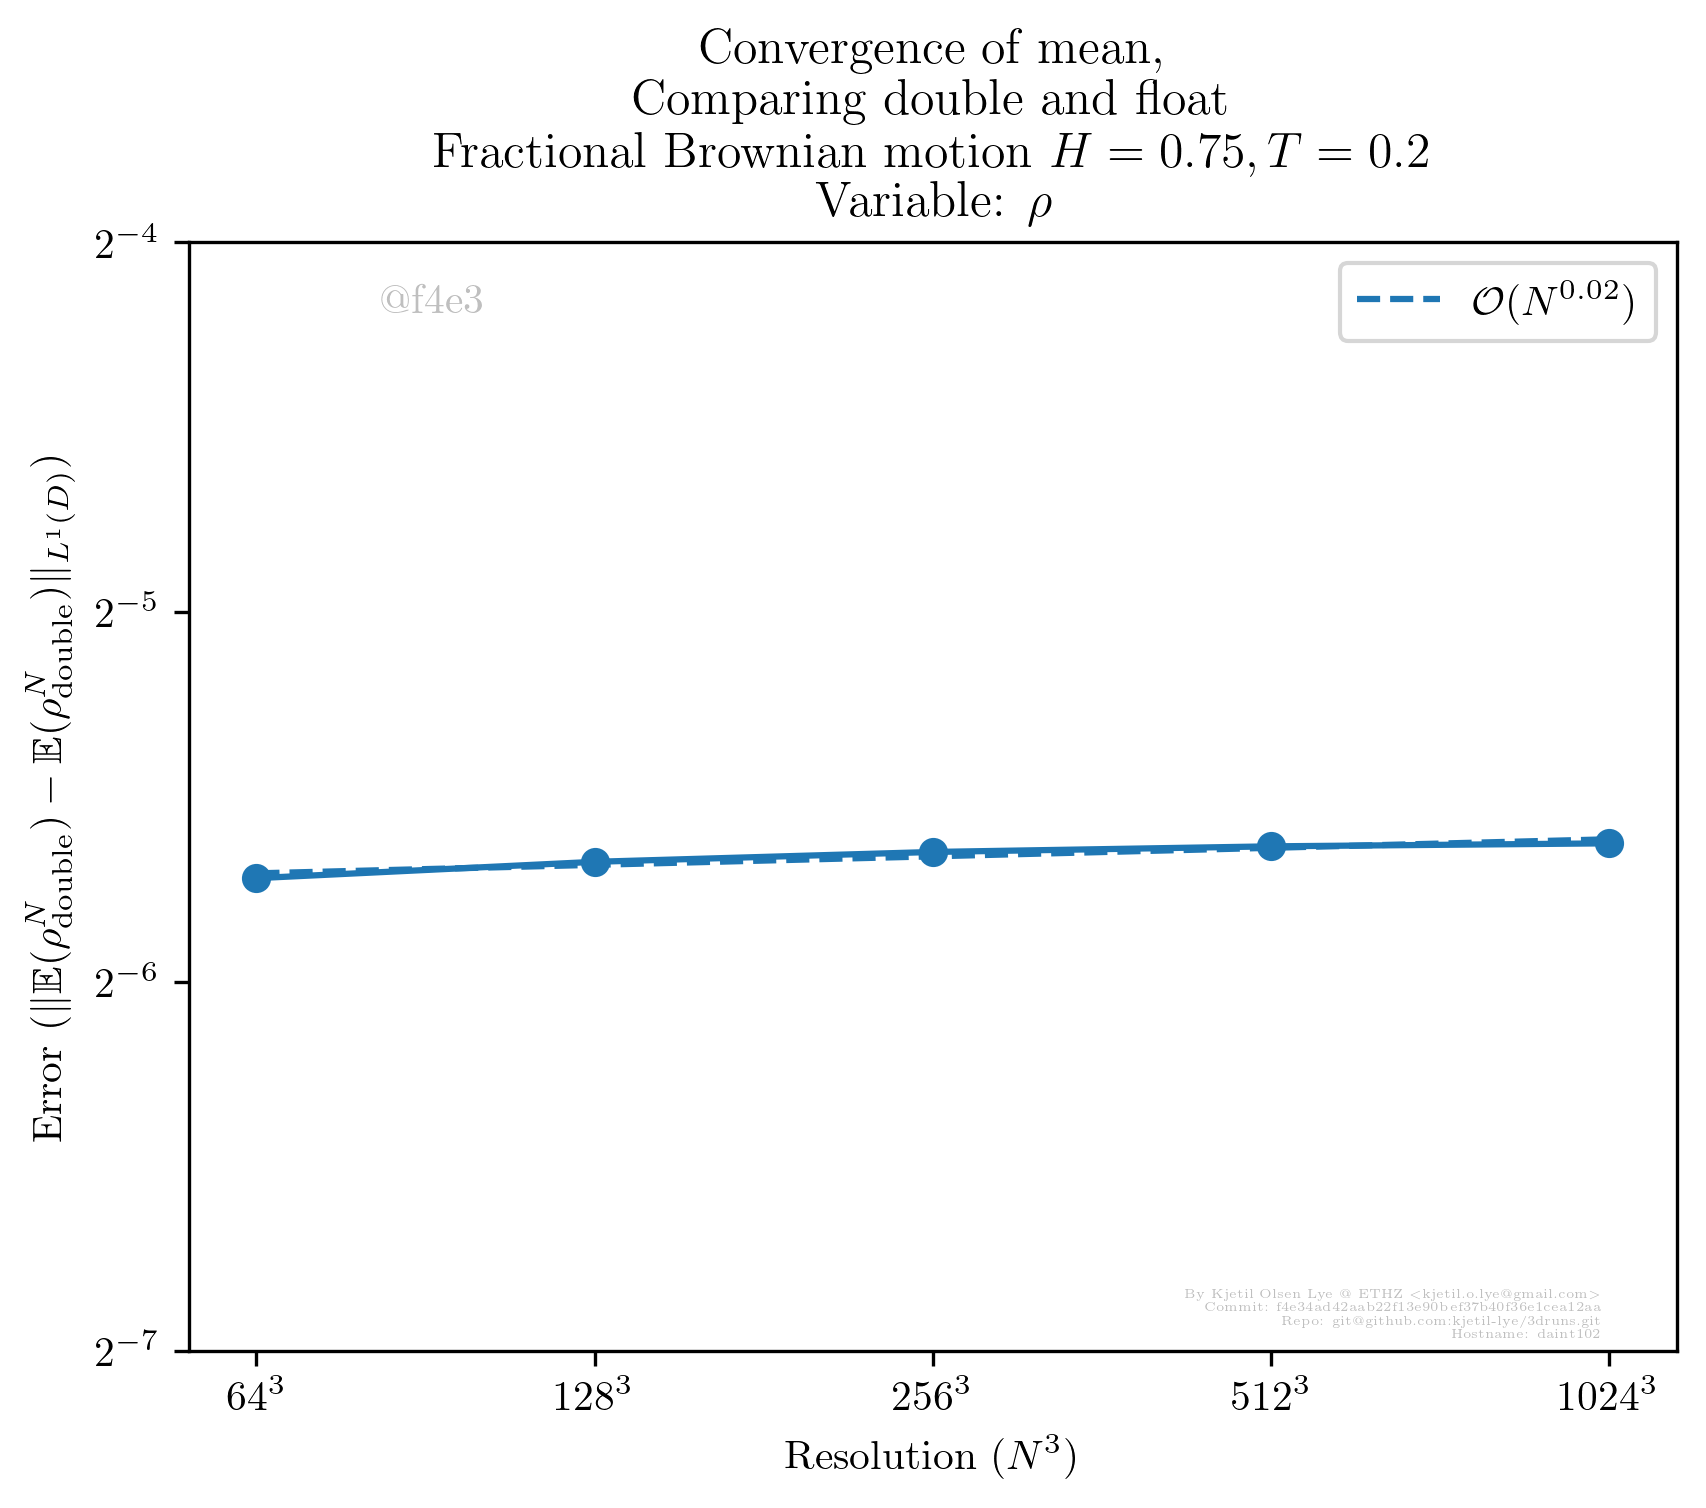 Convergence of mean,
Comparing double and float
Fractional Brownian motion $H = 0.75, T = 0.2$
Variable: $\rho$
@f4e3
$\mathcal{O}(N^{0.02})$
Error $(\|\mathbb{E}(\rho^N_{\text{double}}) - \mathbb{E}(\rho^N_{\text{double}})\|_{L^1(D)})$
$2^{-4}$
$2^{-5}$
$2^{-6}$
$2^{-7}$
By Kjetil Olsen Lye @ ETHZ <kjetil.o.lye@gmail.com>
Commit: f4e34ad42aab22f13e90bef37b40f36e1cea12aa
Repo: git@github.com:kjetil-lye/3druns.git
Hostname: daint102
$64^3$ $128^3$ $256^3$ $512^3$ $1024^3$
Resolution $(N^3)$